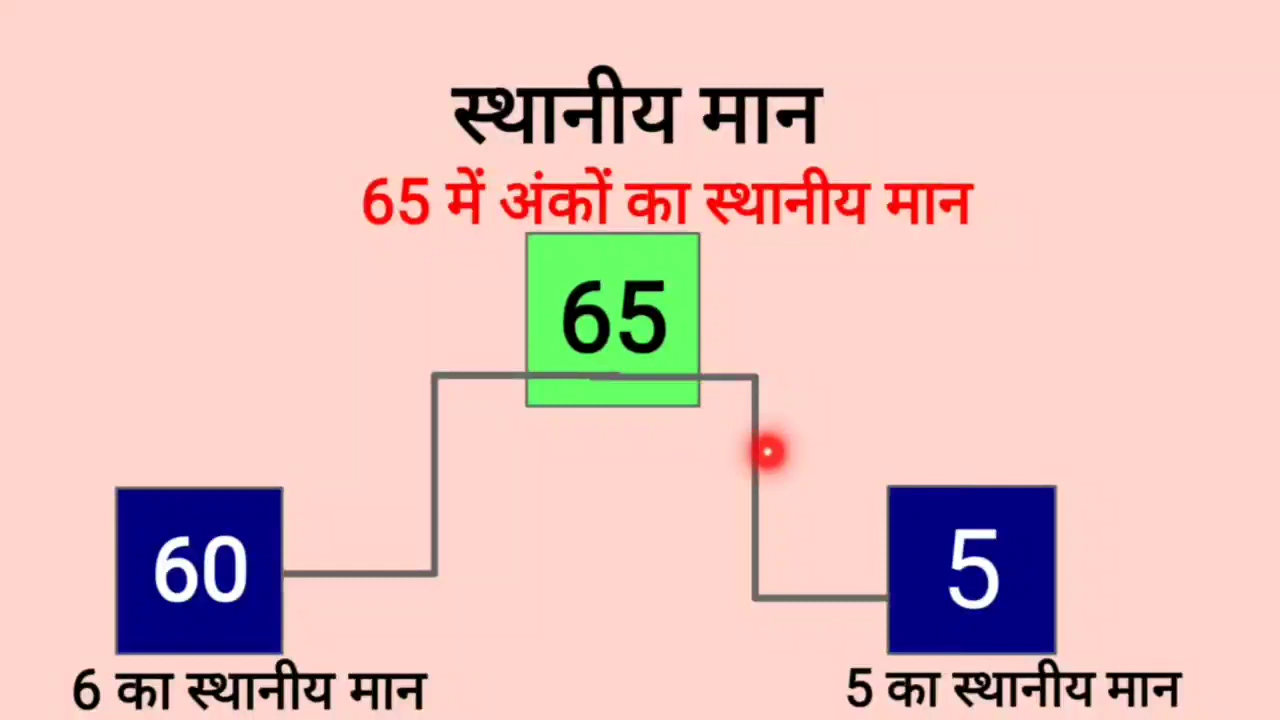 स्थानीय मान
65 में अंकों का स्थानीय मान
65
60
5
6 का स्थानीय मान
5 का स्थानीय मान